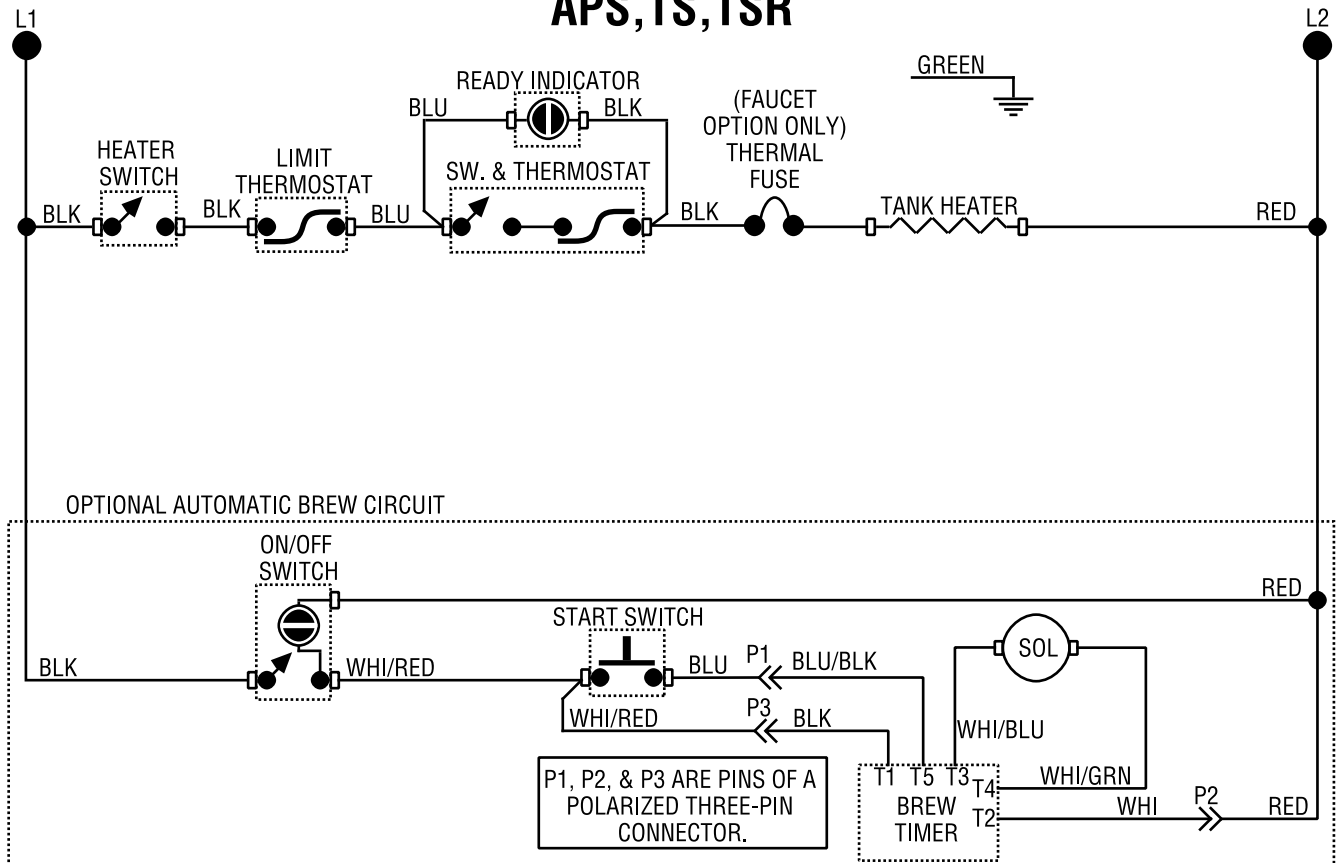 APS,TS,TSR
L1
L2
READY INDICATOR
GREEN
BLU
BLK
(FAUCET
OPTION ONLY)
THERMAL
FUSE
HEATER
SWITCH
LIMIT
THERMOSTAT
SW. & THERMOSTAT
BLK
BLK
BLU
BLK
TANK HEATER
RED
OPTIONAL AUTOMATIC BREW CIRCUIT
ON/OFF
SWITCH
RED
START SWITCH
SOL
BLK
WHI/RED
BLU
P1
BLU/BLK
WHI/RED
P3
BLK
WHI/BLU
P1, P2, & P3 ARE PINS OF A
POLARIZED THREE-PIN
CONNECTOR.
T1 T5 T3
T4
WHI/GRN
BREW
TIMER
T2
WHI
P2
RED